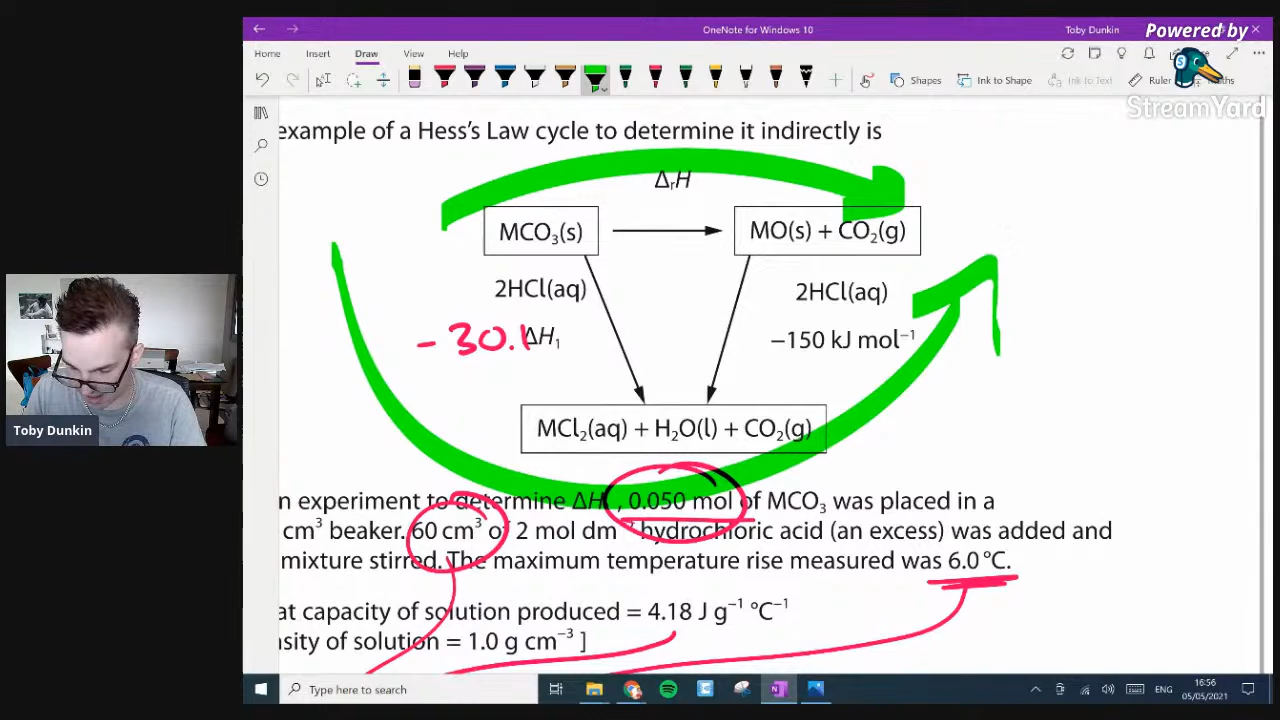 OneNote for Windows 10
Toby Dunkin
Powered by
StreamYard
Home Insert Draw View Help
Shapes Ink to Shape Ink to Text Ruler Maths
example of a Hess's Law cycle to determine it indirectly is
ΔᵣH
MCO₃(s)
MO(s) + CO₂(g)
2HCl(aq)
2HCl(aq)
-30.1
ΔH₁
−150 kJ mol⁻¹
MCl₂(aq) + H₂O(l) + CO₂(g)
n experiment to determine ΔH , 0.050 mol of MCO₃ was placed in a
cm³ beaker. 60 cm³ of 2 mol dm⁻³ hydrochloric acid (an excess) was added and
mixture stirred. The maximum temperature rise measured was 6.0 °C.
at capacity of solution produced = 4.18 J g⁻¹ °C⁻¹
sity of solution = 1.0 g cm⁻³ ]
Toby Dunkin
Type here to search
ENG
16:56
05/05/2021